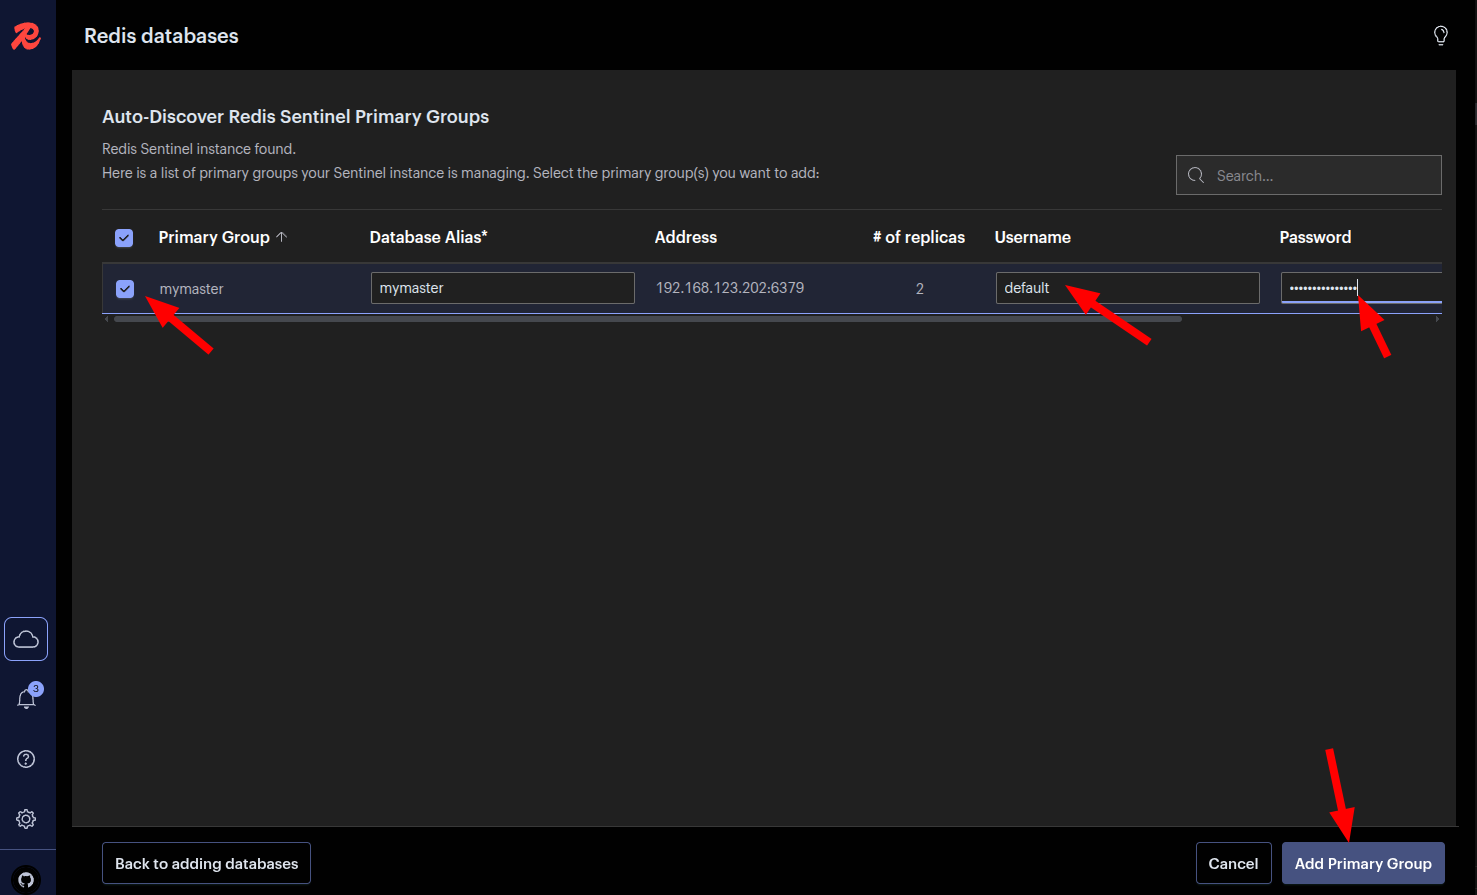 Redis databases
Auto-Discover Redis Sentinel Primary Groups
Redis Sentinel instance found.
Here is a list of primary groups your Sentinel instance is managing. Select the primary group(s) you want to add:
Search...
Primary Group ↑ Database Alias* Address # of replicas Username Password
mymaster mymaster 192.168.123.202:6379 2 default •••••••••••••••
3
Back to adding databases Cancel Add Primary Group